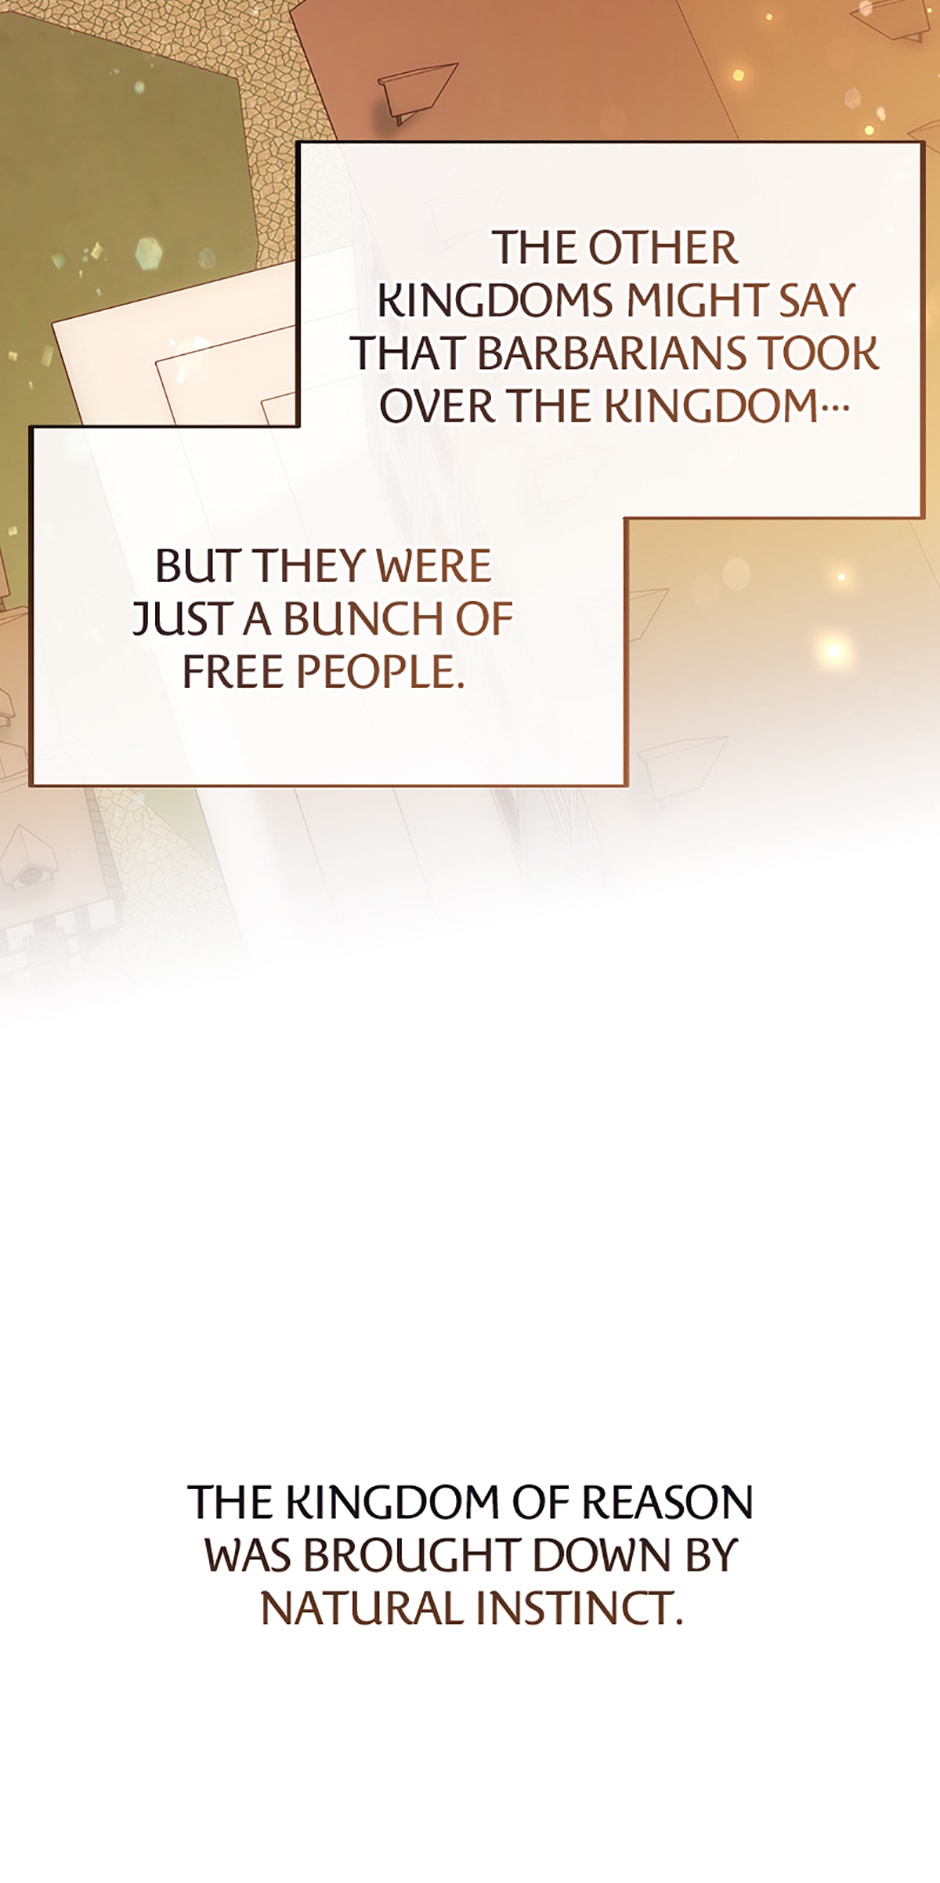 THE OTHER
KINGDOMS MIGHT SAY
THAT BARBARIANS TOOK
OVER THE KINGDOM...
BUT THEY WERE
JUST A BUNCH OF
FREE PEOPLE.
THE KINGDOM OF REASON
WAS BROUGHT DOWN BY
NATURAL INSTINCT.